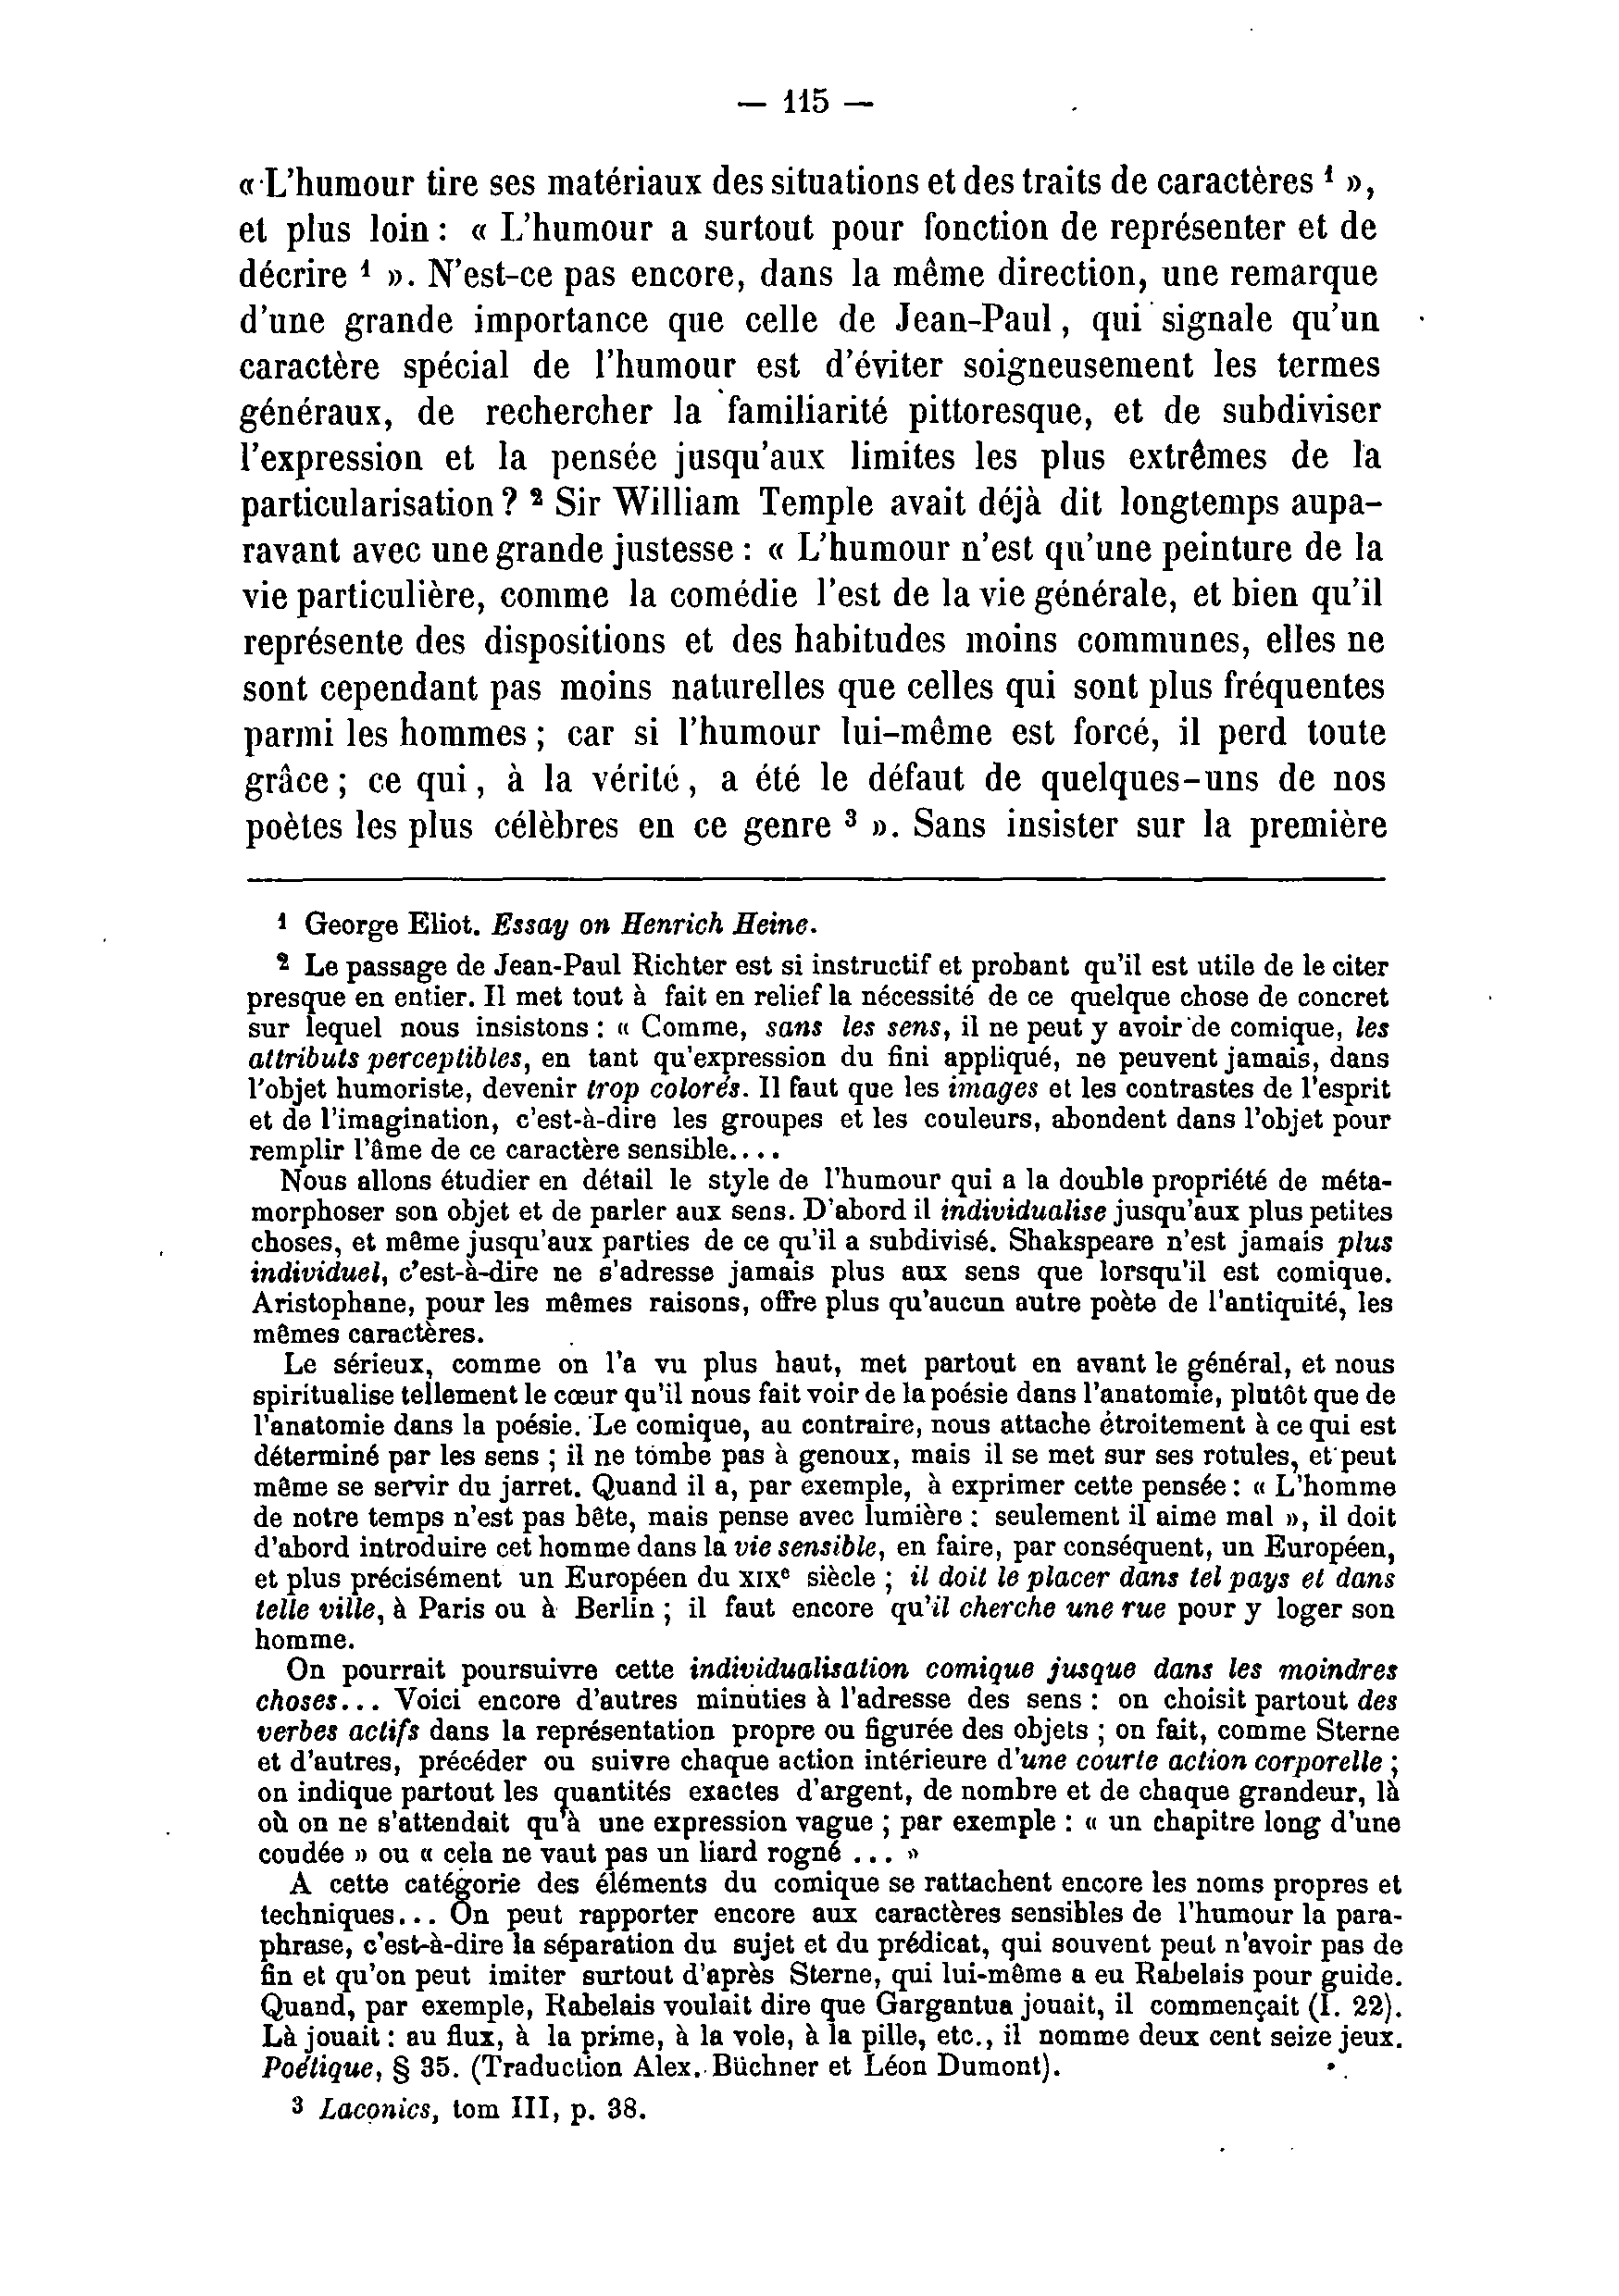 — 115 —
« L'humour tire ses matériaux des situations et des traits de caractères ¹ »,
et plus loin : « L'humour a surtout pour fonction de représenter et de
décrire ¹ ». N'est-ce pas encore, dans la même direction, une remarque
d'une grande importance que celle de Jean-Paul, qui signale qu'un
caractère spécial de l'humour est d'éviter soigneusement les termes
généraux, de rechercher la familiarité pittoresque, et de subdiviser
l'expression et la pensée jusqu'aux limites les plus extrêmes de la
particularisation ? ² Sir William Temple avait déjà dit longtemps aupa-
ravant avec une grande justesse : « L'humour n'est qu'une peinture de la
vie particulière, comme la comédie l'est de la vie générale, et bien qu'il
représente des dispositions et des habitudes moins communes, elles ne
sont cependant pas moins naturelles que celles qui sont plus fréquentes
parmi les hommes ; car si l'humour lui-même est forcé, il perd toute
grâce ; ce qui, à la vérité, a été le défaut de quelques-uns de nos
poètes les plus célèbres en ce genre ³ ». Sans insister sur la première
¹ George Eliot. Essay on Henrich Heine.
² Le passage de Jean-Paul Richter est si instructif et probant qu'il est utile de le citer
presque en entier. Il met tout à fait en relief la nécessité de ce quelque chose de concret
sur lequel nous insistons : « Comme, sans les sens, il ne peut y avoir de comique, les
attributs perceptibles, en tant qu'expression du fini appliqué, ne peuvent jamais, dans
l'objet humoriste, devenir trop colorés. Il faut que les images et les contrastes de l'esprit
et de l'imagination, c'est-à-dire les groupes et les couleurs, abondent dans l'objet pour
remplir l'âme de ce caractère sensible....
Nous allons étudier en détail le style de l'humour qui a la double propriété de méta-
morphoser son objet et de parler aux sens. D'abord il individualise jusqu'aux plus petites
choses, et même jusqu'aux parties de ce qu'il a subdivisé. Shakspeare n'est jamais plus
individuel, c'est-à-dire ne s'adresse jamais plus aux sens que lorsqu'il est comique.
Aristophane, pour les mêmes raisons, offre plus qu'aucun autre poète de l'antiquité, les
mêmes caractères.
Le sérieux, comme on l'a vu plus haut, met partout en avant le général, et nous
spiritualise tellement le cœur qu'il nous fait voir de la poésie dans l'anatomie, plutôt que de
l'anatomie dans la poésie. Le comique, au contraire, nous attache étroitement à ce qui est
déterminé par les sens ; il ne tombe pas à genoux, mais il se met sur ses rotules, et peut
même se servir du jarret. Quand il a, par exemple, à exprimer cette pensée : « L'homme
de notre temps n'est pas bête, mais pense avec lumière : seulement il aime mal », il doit
d'abord introduire cet homme dans la vie sensible, en faire, par conséquent, un Européen,
et plus précisément un Européen du XIXe siècle ; il doit le placer dans tel pays et dans
telle ville, à Paris ou à Berlin ; il faut encore qu'il cherche une rue pour y loger son
homme.
On pourrait poursuivre cette individualisation comique jusque dans les moindres
choses... Voici encore d'autres minuties à l'adresse des sens : on choisit partout des
verbes actifs dans la représentation propre ou figurée des objets ; on fait, comme Sterne
et d'autres, précéder ou suivre chaque action intérieure d'une courte action corporelle ;
on indique partout les quantités exactes d'argent, de nombre et de chaque grandeur, là
où on ne s'attendait qu'à une expression vague ; par exemple : « un chapitre long d'une
coudée » ou « cela ne vaut pas un liard rogné ... »
A cette catégorie des éléments du comique se rattachent encore les noms propres et
techniques... On peut rapporter encore aux caractères sensibles de l'humour la para-
phrase, c'est-à-dire la séparation du sujet et du prédicat, qui souvent peut n'avoir pas de
fin et qu'on peut imiter surtout d'après Sterne, qui lui-même a eu Rabelais pour guide.
Quand, par exemple, Rabelais voulait dire que Gargantua jouait, il commençait (I. 22).
Là jouait : au flux, à la prime, à la vole, à la pille, etc., il nomme deux cent seize jeux.
Poétique, § 35. (Traduction Alex. Büchner et Léon Dumont).
³ Laconics, tom III, p. 38.